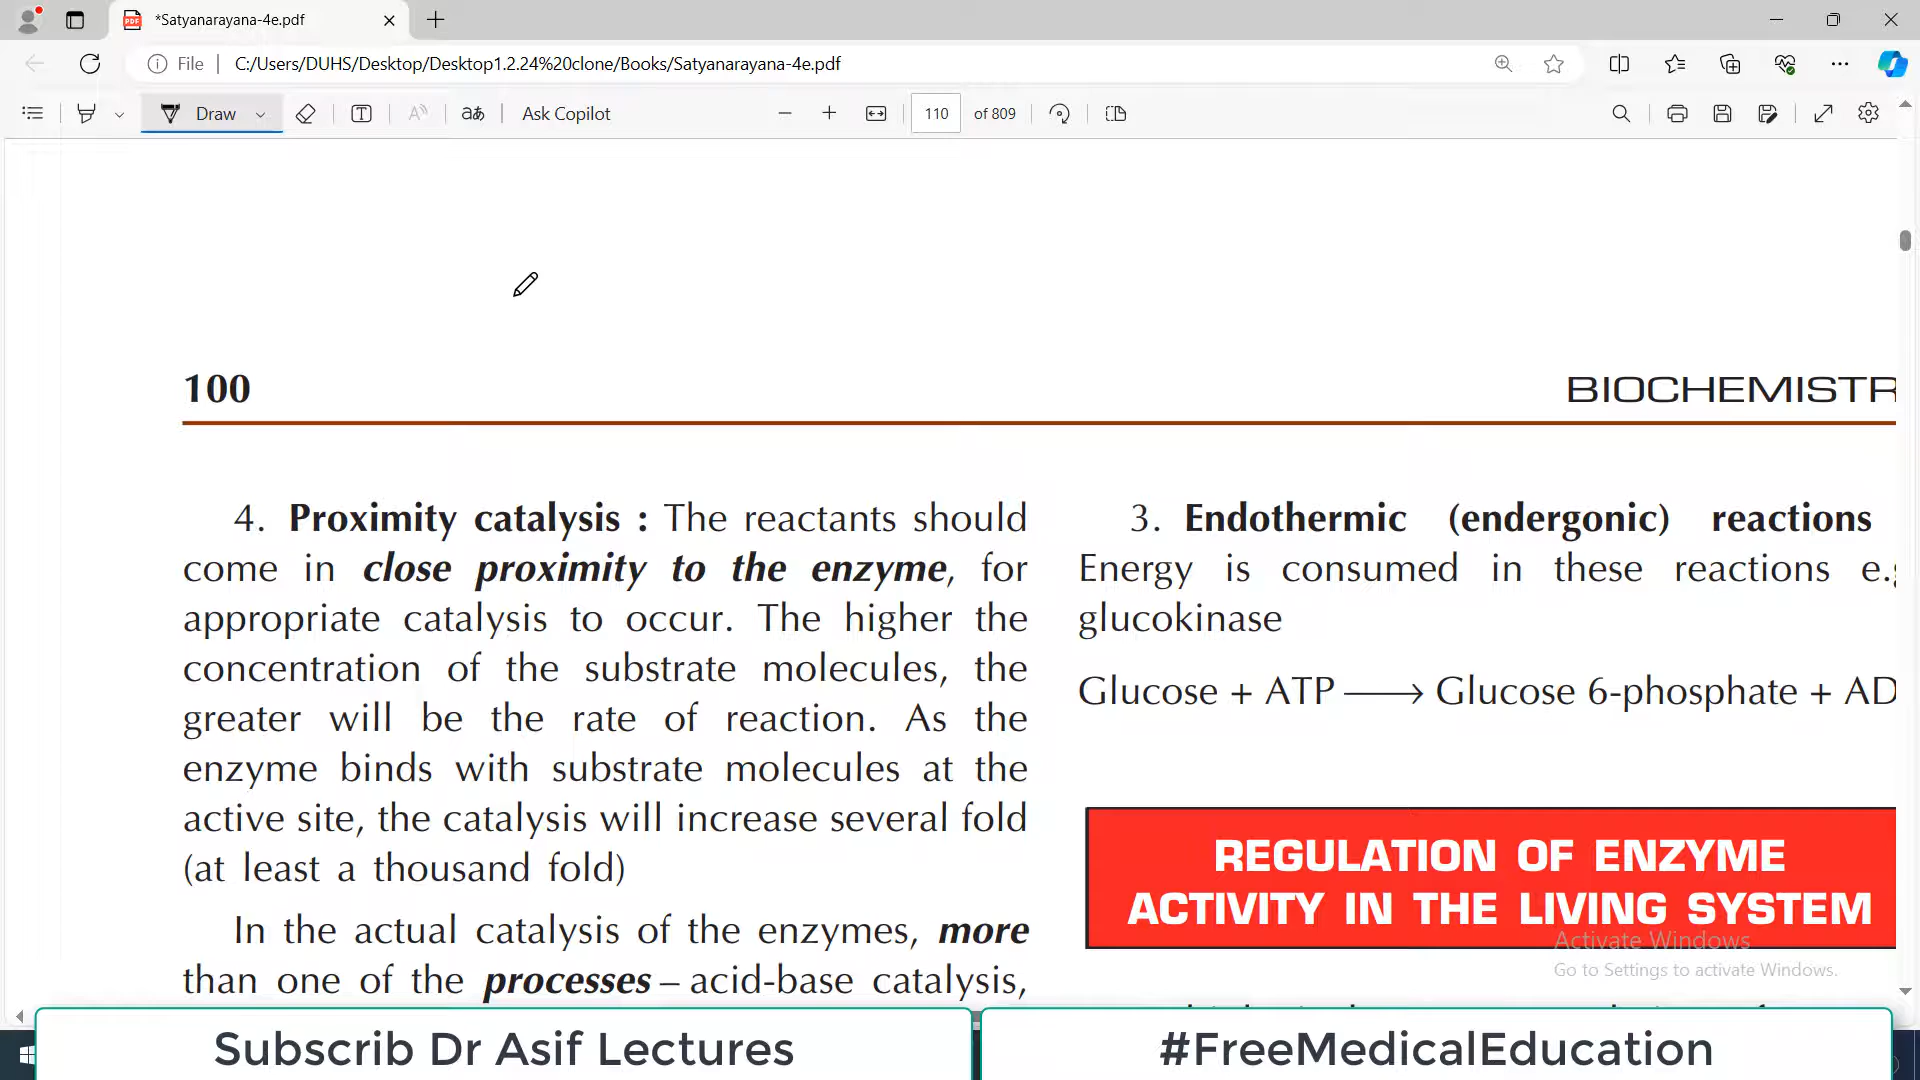 *Satyanarayana-4e.pdf
File
C:/Users/DUHS/Desktop/Desktop1.2.24%20clone/Books/Satyanarayana-4e.pdf
Draw
Ask Copilot
110 of 809
100
BIOCHEMISTR
4. Proximity catalysis : The reactants should
come in close proximity to the enzyme, for
appropriate catalysis to occur. The higher the
concentration of the substrate molecules, the
greater will be the rate of reaction. As the
enzyme binds with substrate molecules at the
active site, the catalysis will increase several fold
(at least a thousand fold)
In the actual catalysis of the enzymes, more
than one of the processes – acid-base catalysis,
3. Endothermic (endergonic) reactions
Energy is consumed in these reactions e.g
glucokinase
Glucose + ATP ⟶ Glucose 6-phosphate + AD
REGULATION OF ENZYME
ACTIVITY IN THE LIVING SYSTEM
Activate Windows
Go to Settings to activate Windows.
Subscrib Dr Asif Lectures
#FreeMedicalEducation